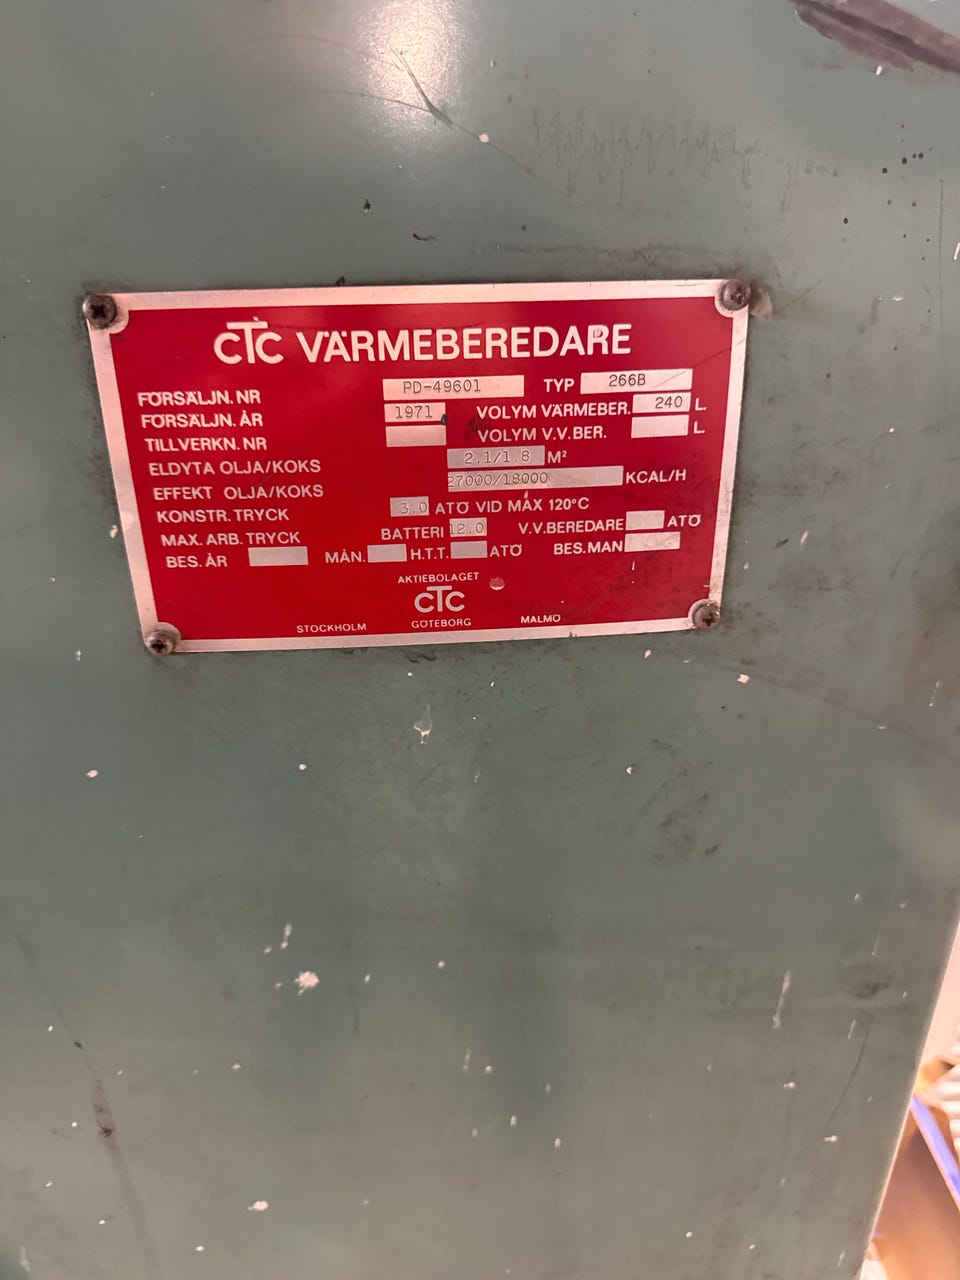 CTC VÄRMEBEREDARE
FÖRSÄLJN. NR PD-49601 TYP 266B
FÖRSÄLJN. ÅR 1971 VOLYM VÄRMEBER. 240 L.
TILLVERKN. NR VOLYM V.V.BER. L.
ELDYTA OLJA/KOKS 2.1/1.8 M²
EFFEKT OLJA/KOKS 27000/18000 KCAL/H
KONSTR. TRYCK 3.0 ATÖ VID MAX 120°C
MAX. ARB. TRYCK BATTERI 12.0 V.V.BEREDARE ATÖ
BES. ÅR MÅN. H.T.T. ATÖ BES.MAN
AKTIEBOLAGET
CTC
STOCKHOLM GÖTEBORG MALMÖ